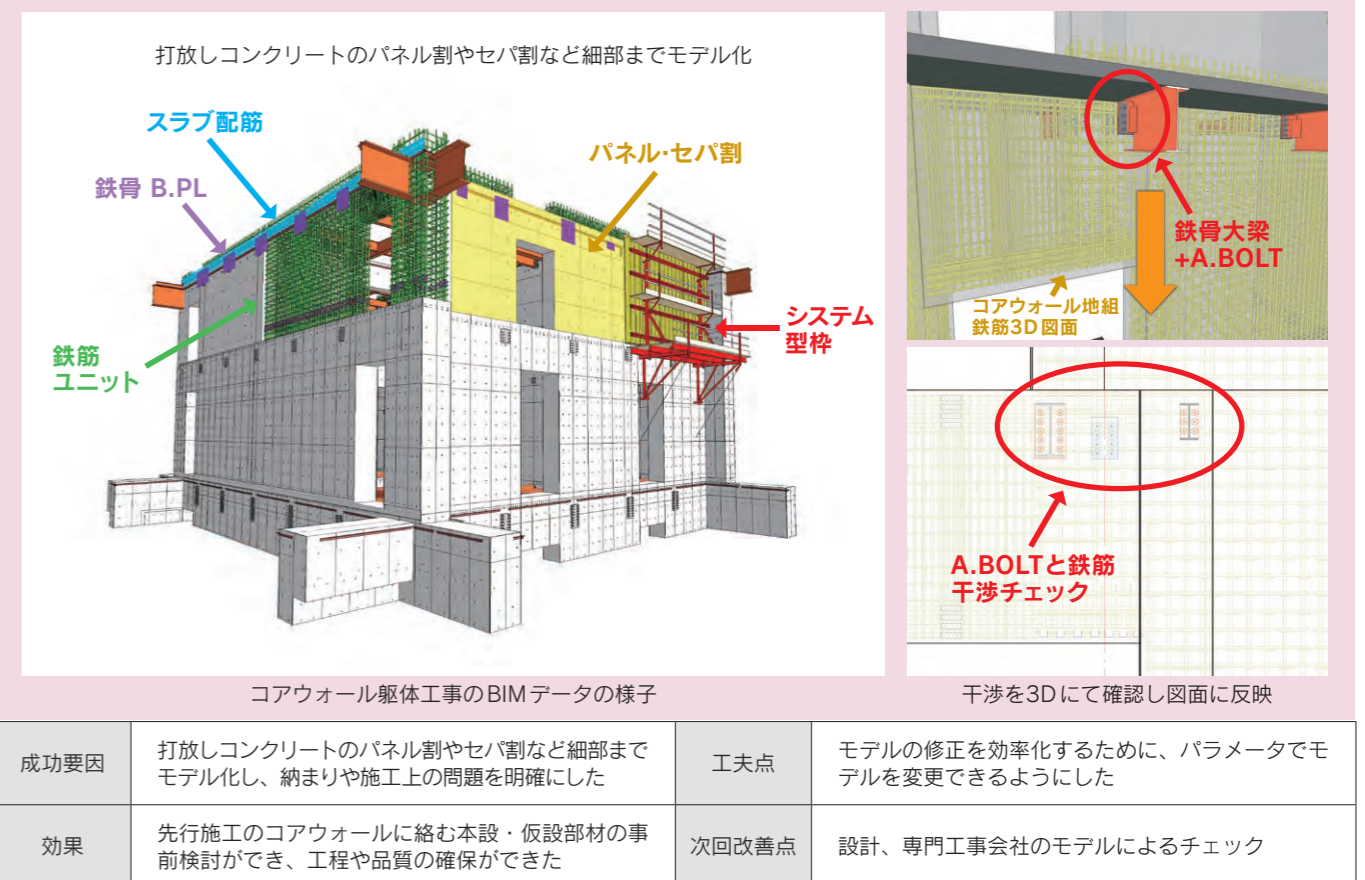 打放しコンクリートのパネル割やセパ割など細部までモデル化
スラブ配筋
パネル・セパ割
鉄骨 B.PL
システム
型枠
鉄筋
ユニット
コアウォール躯体工事のBIMデータの様子
鉄骨大梁
+A.BOLT
コアウォール地組
鉄筋3D図面
A.BOLTと鉄筋
干渉チェック
干渉を3Dにて確認し図面に反映
成功要因
打放しコンクリートのパネル割やセパ割など細部まで
モデル化し、納まりや施工上の問題を明確にした
工夫点
モデルの修正を効率化するために、パラメータでモ
デルを変更できるようにした
効果
先行施工のコアウォールに絡む本設・仮設部材の事
前検討ができ、工程や品質の確保ができた
次回改善点
設計、専門工事会社のモデルによるチェック